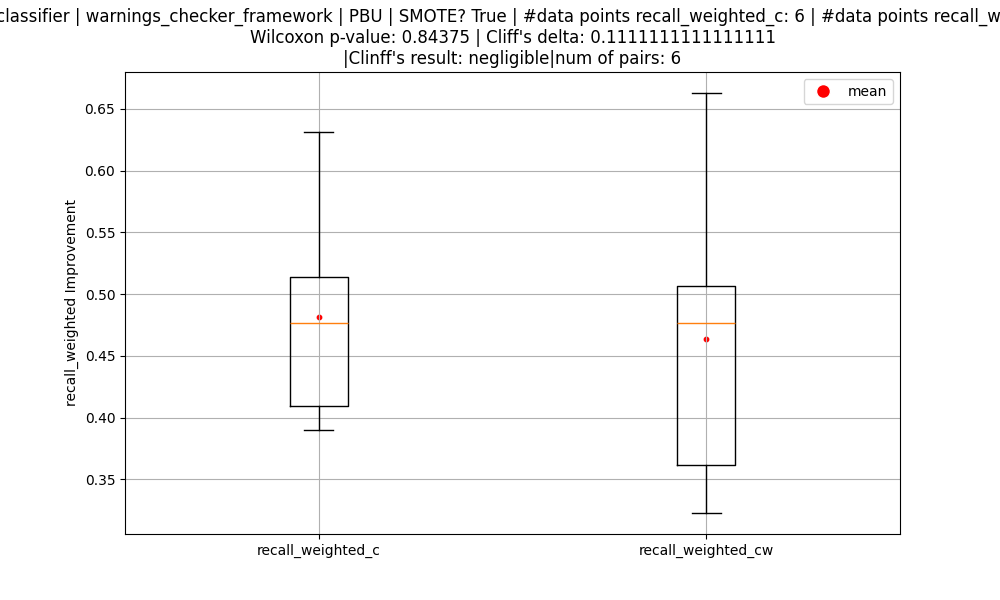 classifier | warnings_checker_framework | PBU | SMOTE? True | #data points recall_weighted_c: 6 | #data points
Wilcoxon p-value: 0.84375 | Cliff's delta: 0.1111111111111111
|Clinff's result: negligible|num of pairs: 6
mean
0.65
0.60
0.55
0.50
0.45
0.40
0.35
recall_weighted Improvement
recall_weighted_c
recall_weighted_cw